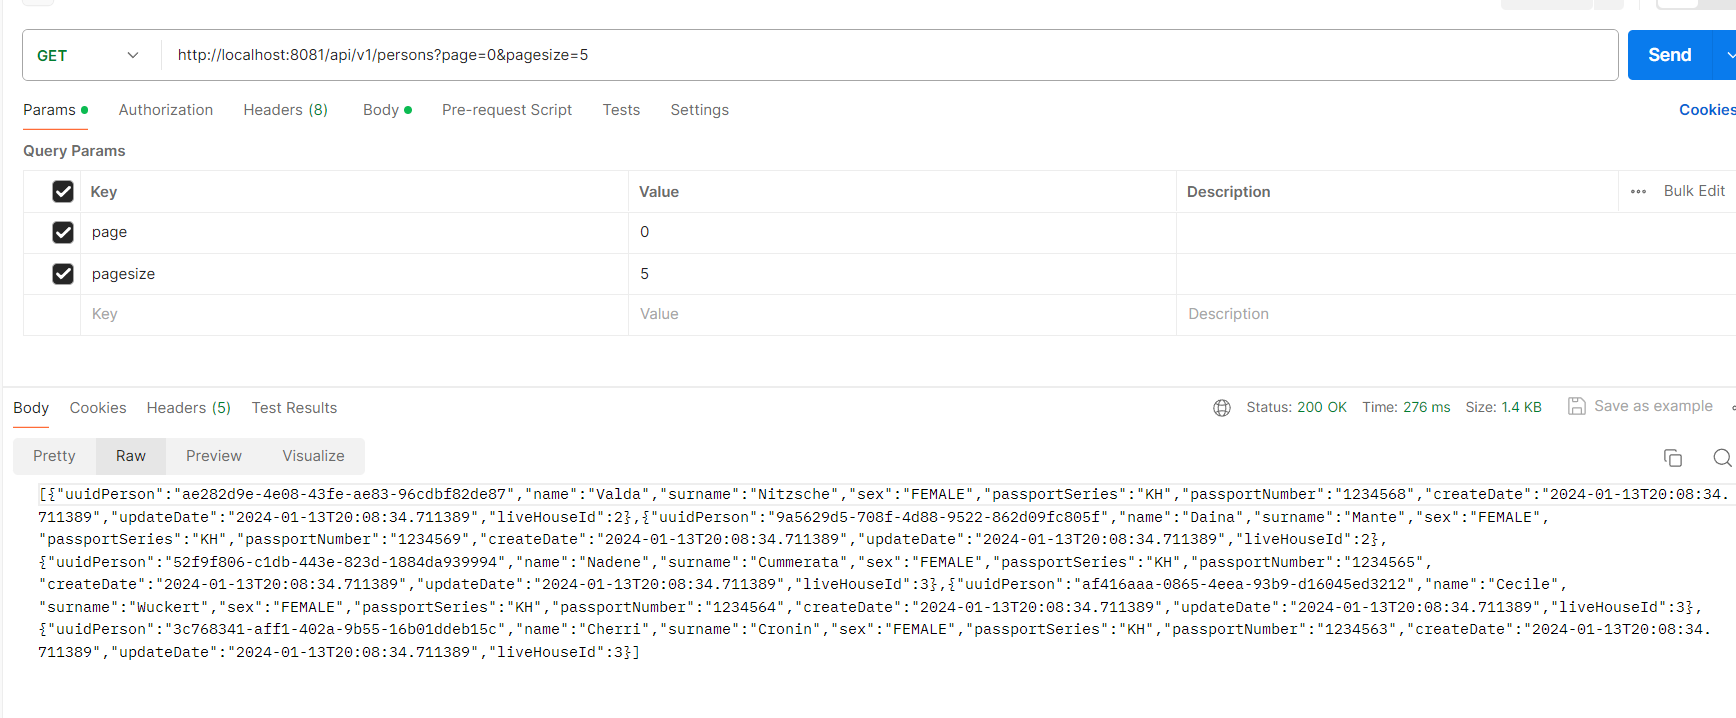 GET http://localhost:8081/api/v1/persons?page=0&pagesize=5 Send
Params Authorization Headers (8) Body Pre-request Script Tests Settings Cookies
Query Params
Key Value Description ••• Bulk Edit
page 0
pagesize 5
Key Value Description
Body Cookies Headers (5) Test Results Status: 200 OK Time: 276 ms Size: 1.4 KB Save as example
Pretty Raw Preview Visualize
[{"uuidPerson":"ae282d9e-4e08-43fe-ae83-96cdbf82de87","name":"Valda","surname":"Nitzsche","sex":"FEMALE","passportSeries":"KH","passportNumber":"1234568","createDate":"2024-01-13T20:08:34.
711389","updateDate":"2024-01-13T20:08:34.711389","liveHouseId":2},{"uuidPerson":"9a5629d5-708f-4d88-9522-862d09fc805f","name":"Daina","surname":"Mante","sex":"FEMALE",
"passportSeries":"KH","passportNumber":"1234569","createDate":"2024-01-13T20:08:34.711389","updateDate":"2024-01-13T20:08:34.711389","liveHouseId":2},
{"uuidPerson":"52f9f806-c1db-443e-823d-1884da939994","name":"Nadene","surname":"Cummerata","sex":"FEMALE","passportSeries":"KH","passportNumber":"1234565",
"createDate":"2024-01-13T20:08:34.711389","updateDate":"2024-01-13T20:08:34.711389","liveHouseId":3},{"uuidPerson":"af416aaa-0865-4eea-93b9-d16045ed3212","name":"Cecile",
"surname":"Wuckert","sex":"FEMALE","passportSeries":"KH","passportNumber":"1234564","createDate":"2024-01-13T20:08:34.711389","updateDate":"2024-01-13T20:08:34.711389","liveHouseId":3},
{"uuidPerson":"3c768341-aff1-402a-9b55-16b01ddeb15c","name":"Cherri","surname":"Cronin","sex":"FEMALE","passportSeries":"KH","passportNumber":"1234563","createDate":"2024-01-13T20:08:34.
711389","updateDate":"2024-01-13T20:08:34.711389","liveHouseId":3}]